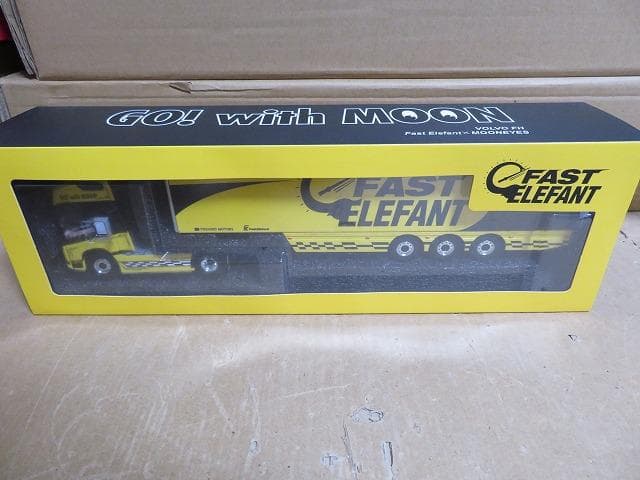 GO! with MOON
VOLVO FH
Fast Elefant × MOONEYES
FAST
ELEFANT
FAST
ELEFANT